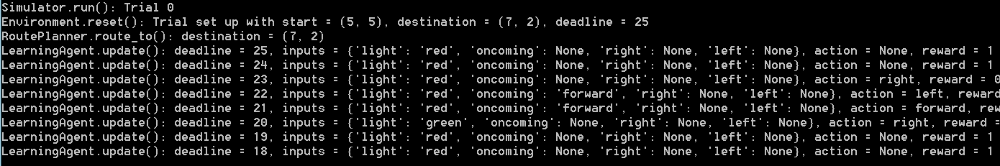 Simulator.run(): Trial 0
Environment.reset(): Trial set up with start = (5, 5), destination = (7, 2), deadline = 25
RoutePlanner.route_to(): destination = (7, 2)
LearningAgent.update(): deadline = 25, inputs = {'light': 'red', 'oncoming': None, 'right': None, 'left': None}, action = None, reward = 1
LearningAgent.update(): deadline = 24, inputs = {'light': 'red', 'oncoming': None, 'right': None, 'left': None}, action = None, reward = 1
LearningAgent.update(): deadline = 23, inputs = {'light': 'red', 'oncoming': None, 'right': None, 'left': None}, action = right, reward = 0
LearningAgent.update(): deadline = 22, inputs = {'light': 'red', 'oncoming': 'forward', 'right': None, 'left': None}, action = left, reward
LearningAgent.update(): deadline = 21, inputs = {'light': 'red', 'oncoming': 'forward', 'right': None, 'left': None}, action = forward, rew
LearningAgent.update(): deadline = 20, inputs = {'light': 'green', 'oncoming': None, 'right': None, 'left': None}, action = right, reward =
LearningAgent.update(): deadline = 19, inputs = {'light': 'red', 'oncoming': None, 'right': None, 'left': None}, action = None, reward = 1
LearningAgent.update(): deadline = 18, inputs = {'light': 'red', 'oncoming': None, 'right': None, 'left': None}, action = None, reward = 1